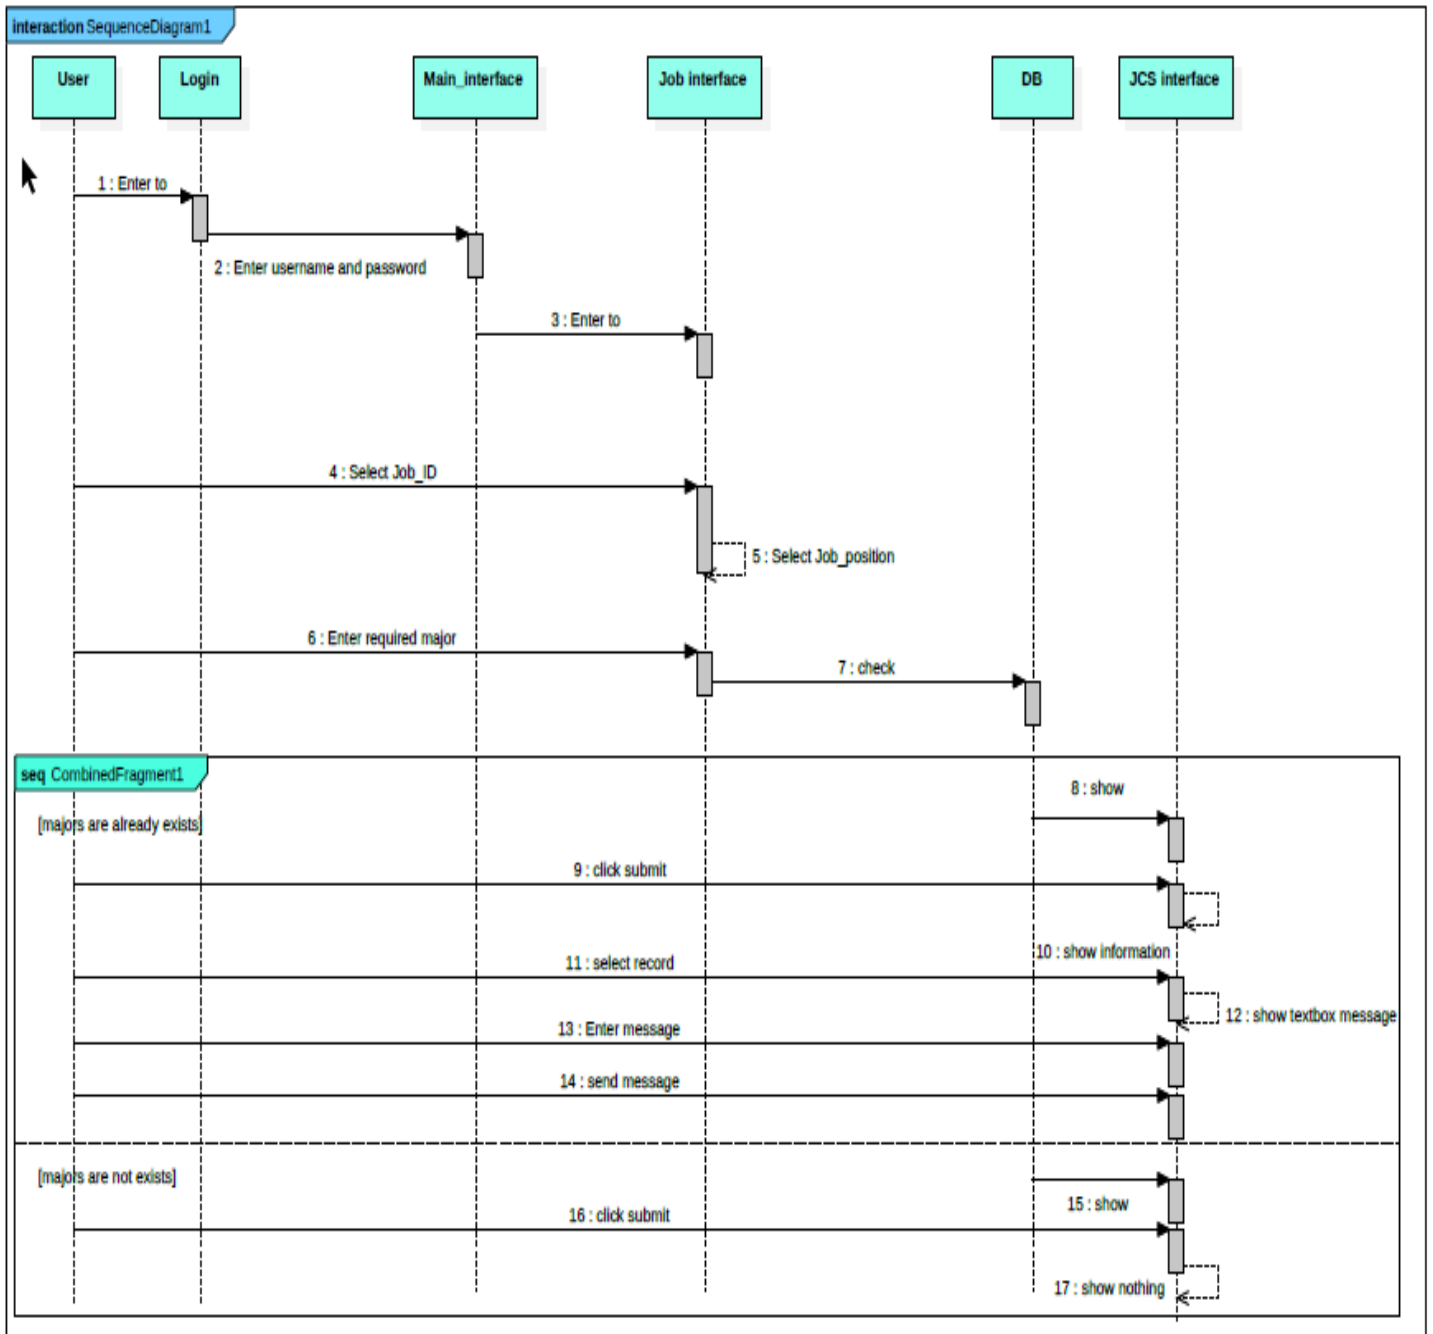 interaction SequenceDiagram1
User
Login
Main_interface
Job interface
DB
JCS interface
1 : Enter to
2 : Enter username and password
3 : Enter to
4 : Select Job_ID
5 : Select Job_position
6 : Enter required major
7 : check
seq CombinedFragment1
8 : show
[majors are already exists]
9 : click submit
10 : show information
11 : select record
12 : show textbox message
13 : Enter message
14 : send message
[majors are not exists]
15 : show
16 : click submit
17 : show nothing